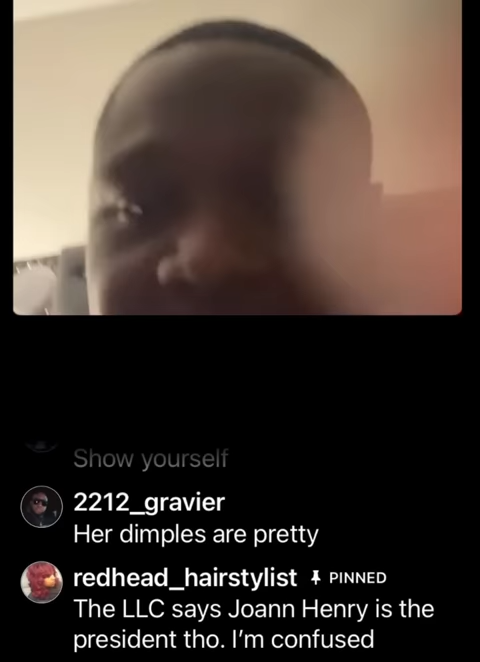 Show yourself
2212_gravier
Her dimples are pretty
redhead_hairstylist PINNED
The LLC says Joann Henry is the
president tho. I'm confused